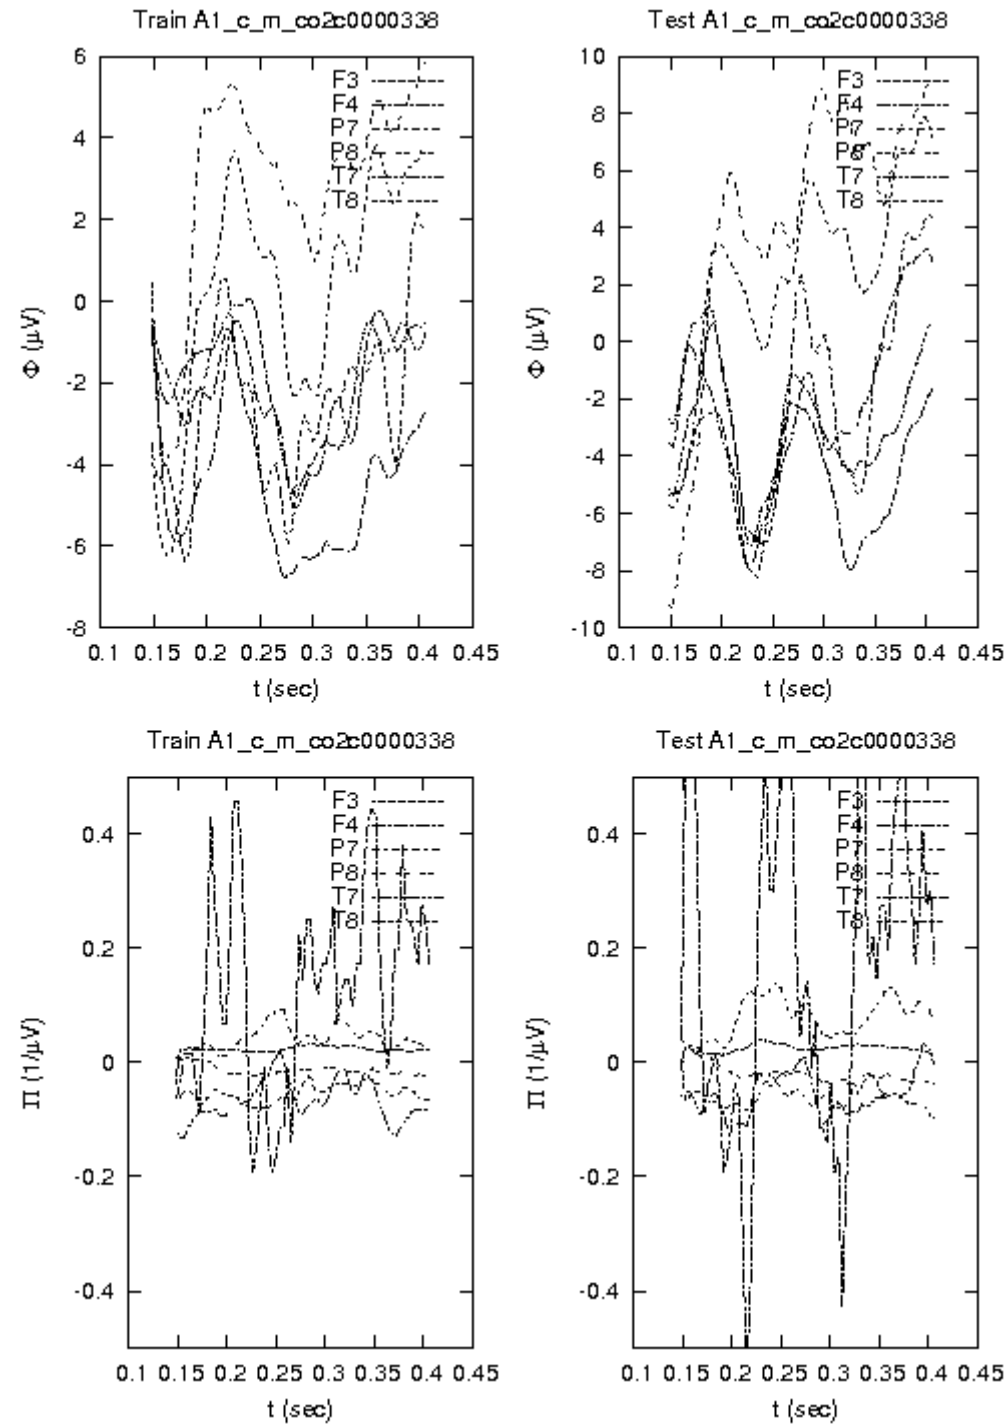 Train A1_c_m_co2c0000338
Test A1_c_m_co2c0000338
6
4
2
0
-2
-4
-6
-8
Φ (μV)
F3
F4
P7
P8
T7
T8
0.1 0.15 0.2 0.25 0.3 0.35 0.4 0.45
t (sec)
10
8
6
4
2
0
-2
-4
-6
-8
-10
Φ (μV)
F3
F4
P7
P8
T7
T8
0.1 0.15 0.2 0.25 0.3 0.35 0.4 0.45
t (sec)
Train A1_c_m_co2c0000338
Test A1_c_m_co2c0000338
0.4
0.2
0
-0.2
-0.4
Π (1/μV)
F3
F4
P7
P8
T7
T8
0.1 0.15 0.2 0.25 0.3 0.35 0.4 0.45
t (sec)
0.4
0.2
0
-0.2
-0.4
Π (1/μV)
F3
F4
P7
P8
T7
T8
0.1 0.15 0.2 0.25 0.3 0.35 0.4 0.45
t (sec)